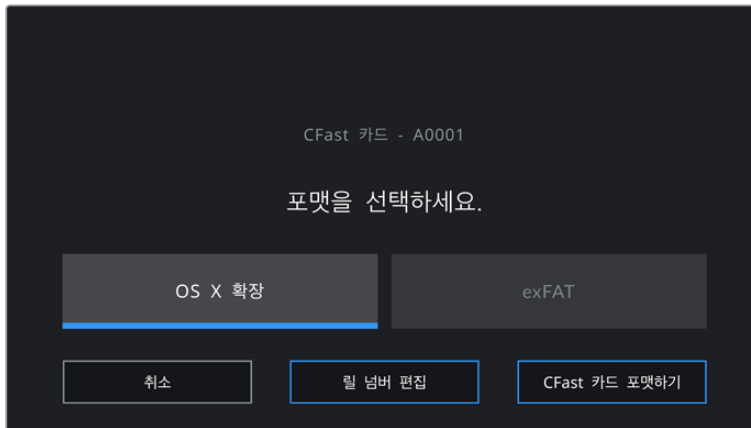 CFast 카드 - A0001
포맷을 선택하세요.
OS X 확장
exFAT
취소
릴 넘버 편집
CFast 카드 포맷하기